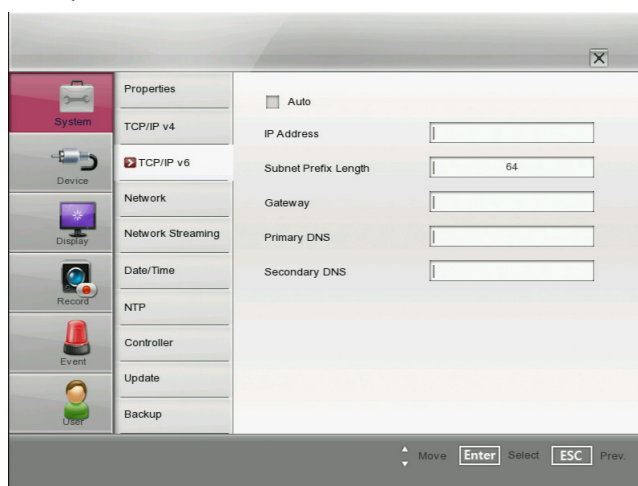 System
Device
Display
Record
Event
User
Properties
TCP/IP v4
TCP/IP v6
Network
Network Streaming
Date/Time
NTP
Controller
Update
Backup
Auto
IP Address
Subnet Prefix Length 64
Gateway
Primary DNS
Secondary DNS
Move Enter Select ESC Prev.